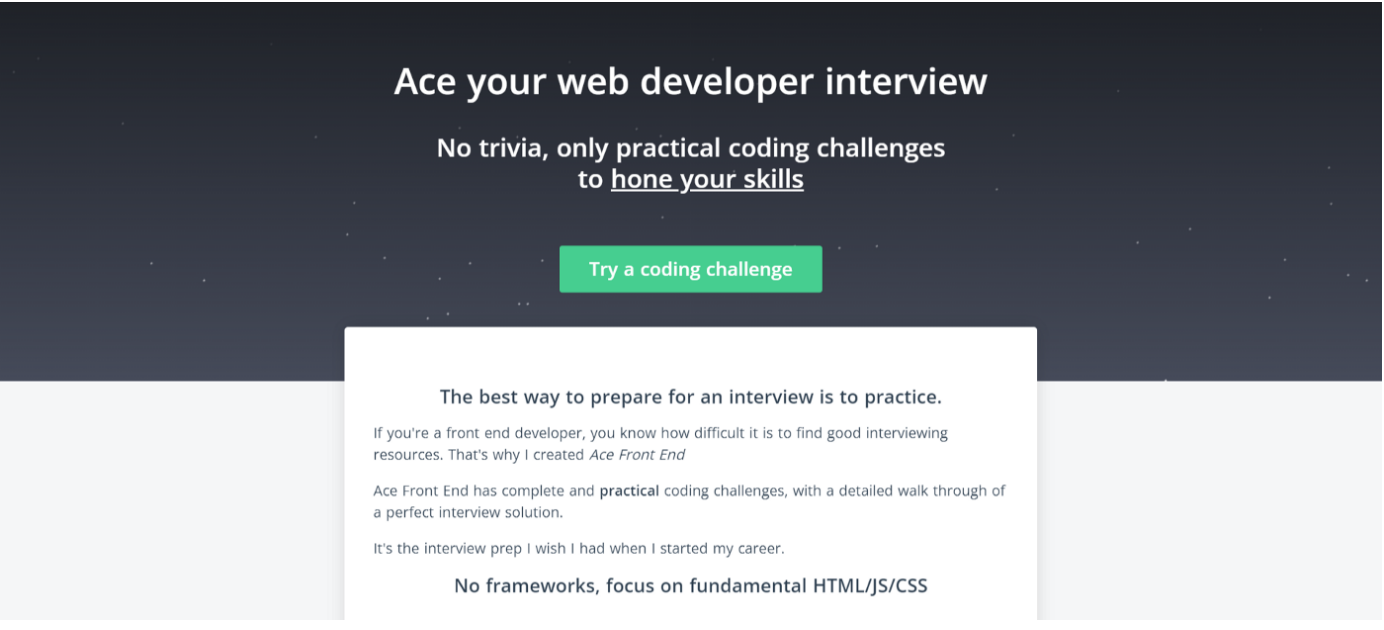 Ace your web developer interview
No trivia, only practical coding challenges
to hone your skills
Try a coding challenge
The best way to prepare for an interview is to practice.
If you're a front end developer, you know how difficult it is to find good interviewing
resources. That's why I created Ace Front End
Ace Front End has complete and practical coding challenges, with a detailed walk through of
a perfect interview solution.
It's the interview prep I wish I had when I started my career.
No frameworks, focus on fundamental HTML/JS/CSS